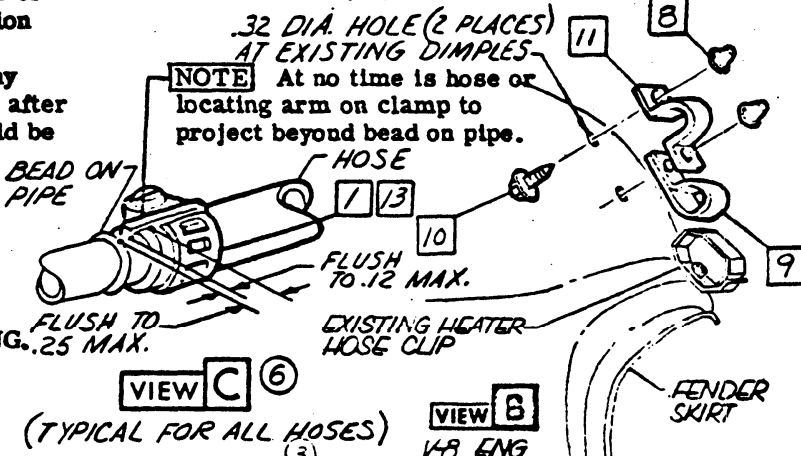 ion
.32 DIA. HOLE (2 PLACES)
AT EXISTING DIMPLES
11
8
NOTE At no time is hose or
locating arm on clamp to
project beyond bead on pipe.
after
BEAD ON
PIPE
HOSE
1 13
10
9
FLUSH
TO .12 MAX.
FLUSH TO
.25 MAX.
EXISTING HEATER
HOSE CLIP
VIEW C 6
(TYPICAL FOR ALL HOSES)
(3)
VIEW B
V-8 ENG
FENDER
SKIRT